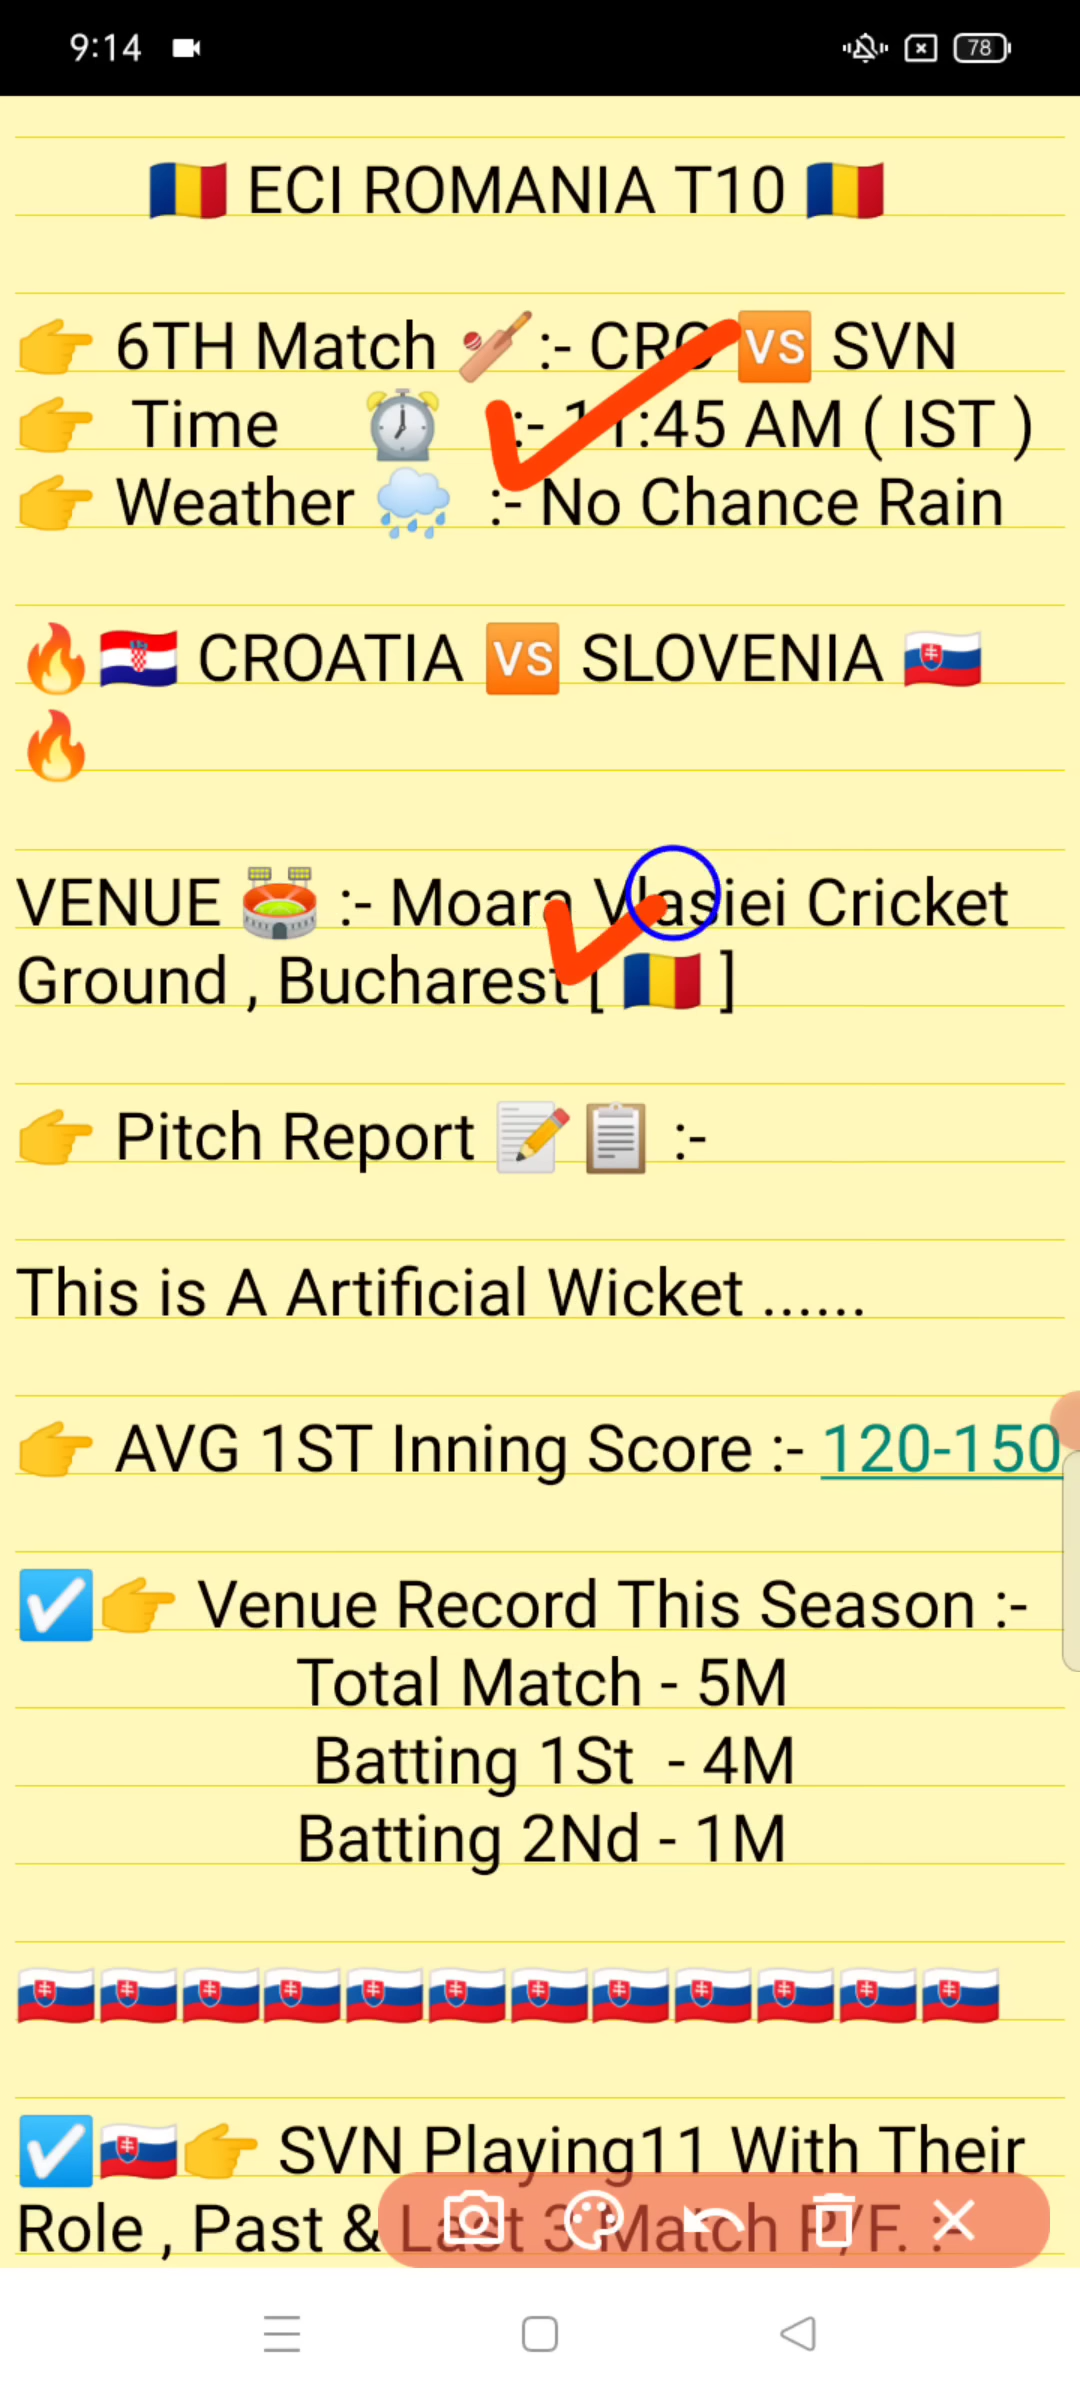 9:14
78
ECI ROMANIA T10
6TH Match :- CRO VS SVN
Time :- 11:45 AM ( IST )
Weather :- No Chance Rain
CROATIA VS SLOVENIA
VENUE :- Moara Vlasiei Cricket
Ground , Bucharest [ ]
Pitch Report :-
This is A Artificial Wicket ......
AVG 1ST Inning Score :- 120-150
Venue Record This Season :-
Total Match - 5M
Batting 1St - 4M
Batting 2Nd - 1M
SVN Playing11 With Their
Role , Past & Last 3 Match P/F. :-